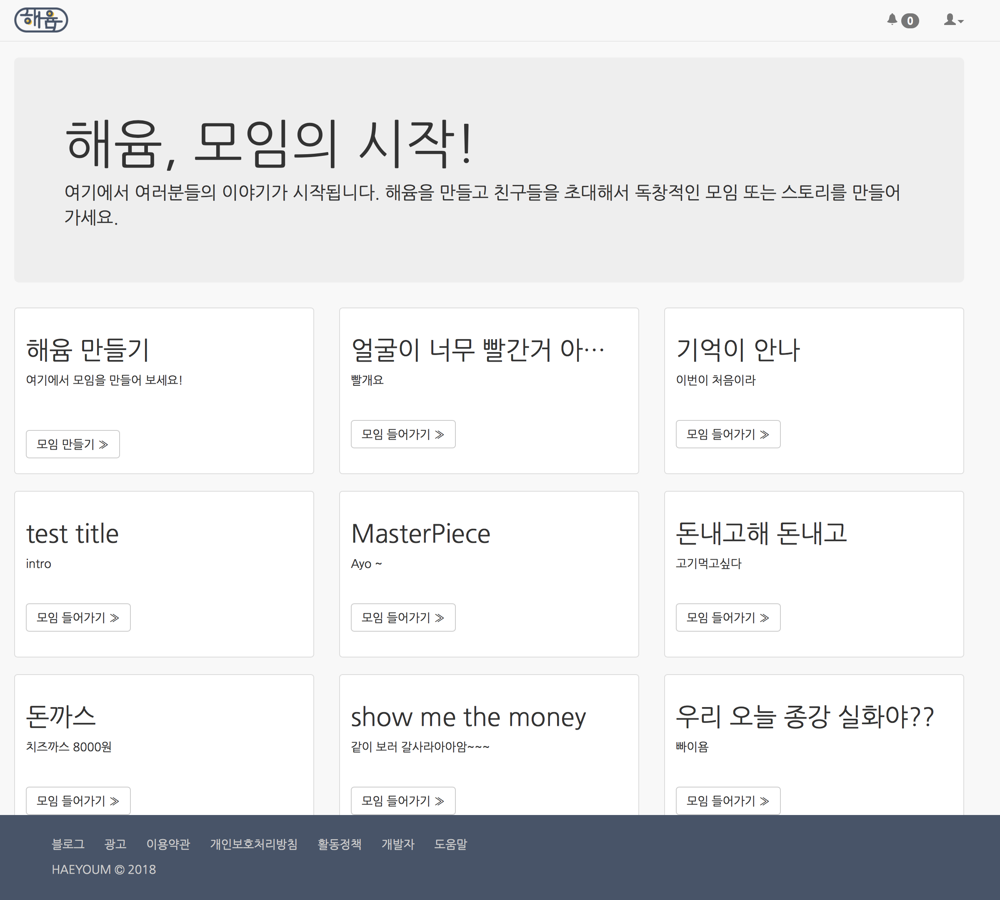 해윰
0
해윰, 모임의 시작!
여기에서 여러분들의 이야기가 시작됩니다. 해윰을 만들고 친구들을 초대해서 독창적인 모임 또는 스토리를 만들어
가세요.
해윰 만들기
여기에서 모임을 만들어 보세요!
모임 만들기 »
얼굴이 너무 빨간거 아…
빨개요
모임 들어가기 »
기억이 안나
이번이 처음이라
모임 들어가기 »
test title
intro
모임 들어가기 »
MasterPiece
Ayo ~
모임 들어가기 »
돈내고해 돈내고
고기먹고싶다
모임 들어가기 »
돈까스
치즈까스 8000원
모임 들어가기 »
show me the money
같이 보러 갈사라아아암~~~
모임 들어가기 »
우리 오늘 종강 실화야??
빠이욤
모임 들어가기 »
블로그 광고 이용약관 개인보호처리방침 활동정책 개발자 도움말
HAEYOUM © 2018